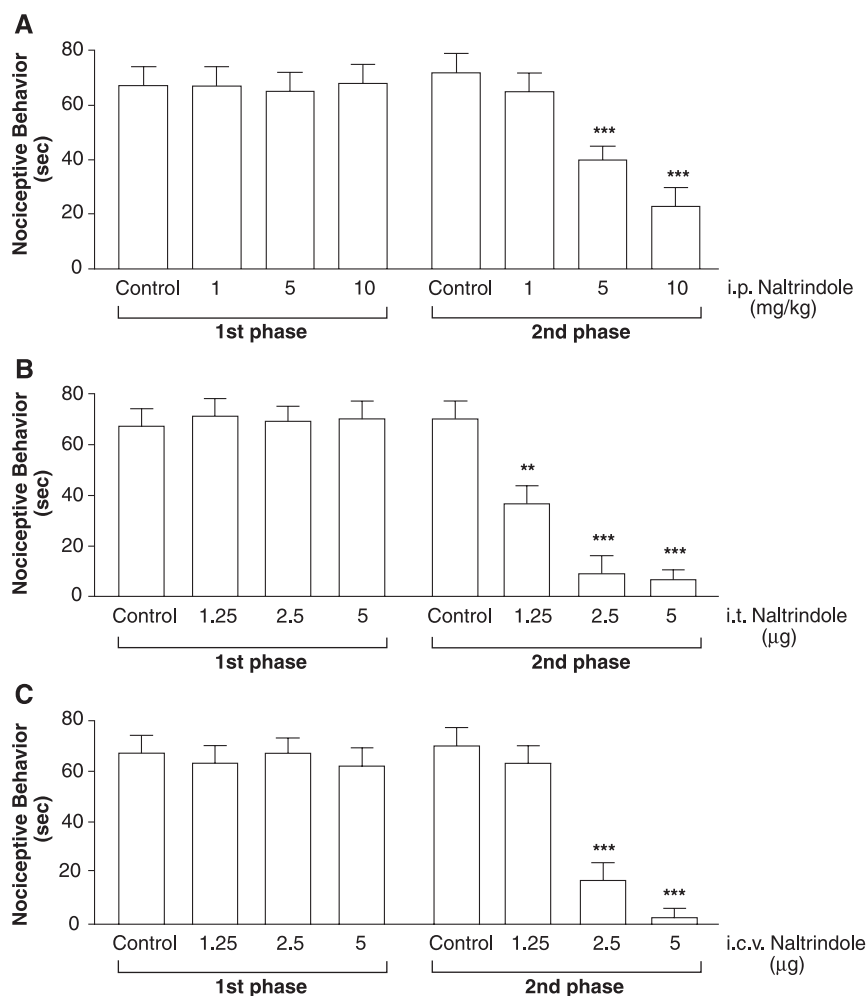 A
Nociceptive Behavior
(sec)
80
60
40
20
0
***
***
Control 1 5 10 Control 1 5 10
i.p. Naltrindole
(mg/kg)
1st phase 2nd phase
B
Nociceptive Behavior
(sec)
80
60
40
20
0
**
***
***
Control 1.25 2.5 5 Control 1.25 2.5 5
i.t. Naltrindole
(μg)
1st phase 2nd phase
C
Nociceptive Behavior
(sec)
80
60
40
20
0
***
***
Control 1.25 2.5 5 Control 1.25 2.5 5
i.c.v. Naltrindole
(μg)
1st phase 2nd phase